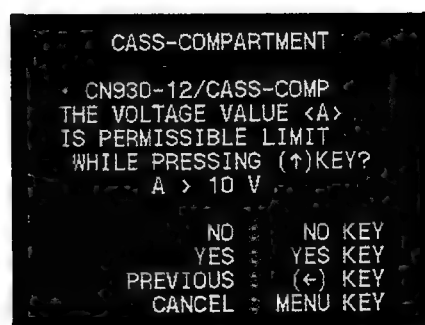 CASS-COMPARTMENT
CN930-12/CASS-COMP
THE VOLTAGE VALUE <A>
IS PERMISSIBLE LIMIT
WHILE PRESSING (↑)KEY?
A > 10 V
NO : NO KEY
YES : YES KEY
PREVIOUS : (←) KEY
CANCEL : MENU KEY